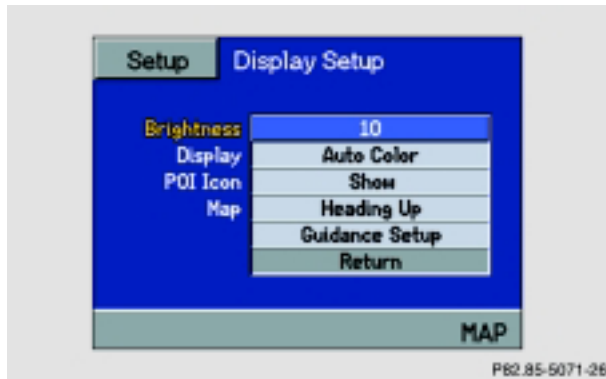 Setup Display Setup
Brightness 10
Display Auto Color
POI Icon Show
Map Heading Up
Guidance Setup
Return
MAP
P82.85-5071-26